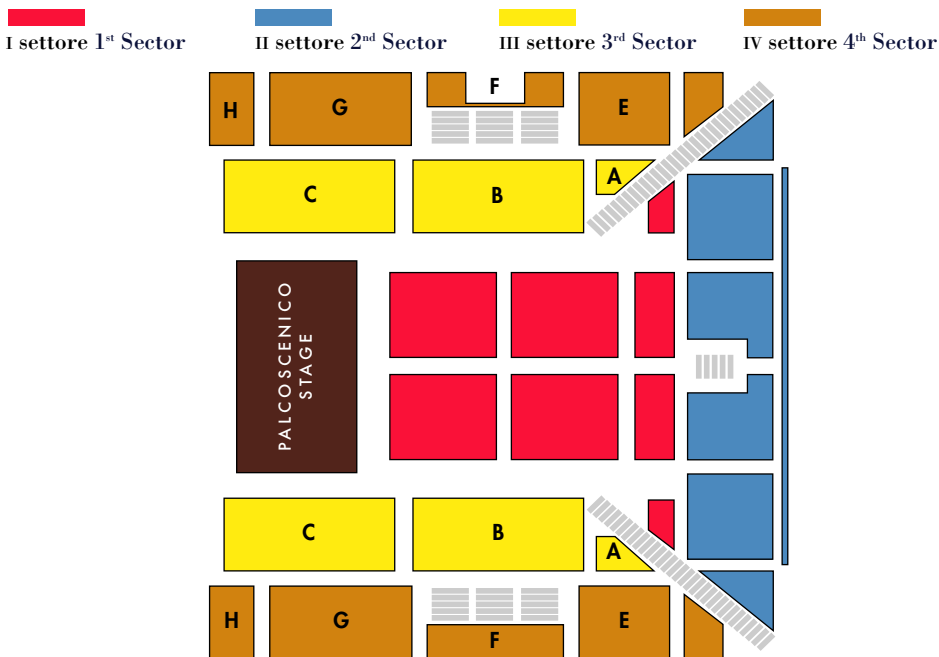 I settore 1st Sector
II settore 2nd Sector
III settore 3rd Sector
IV settore 4th Sector
H
G
F
E
C
B
A
PALCOSCENICO
STAGE
C
B
A
H
G
F
E